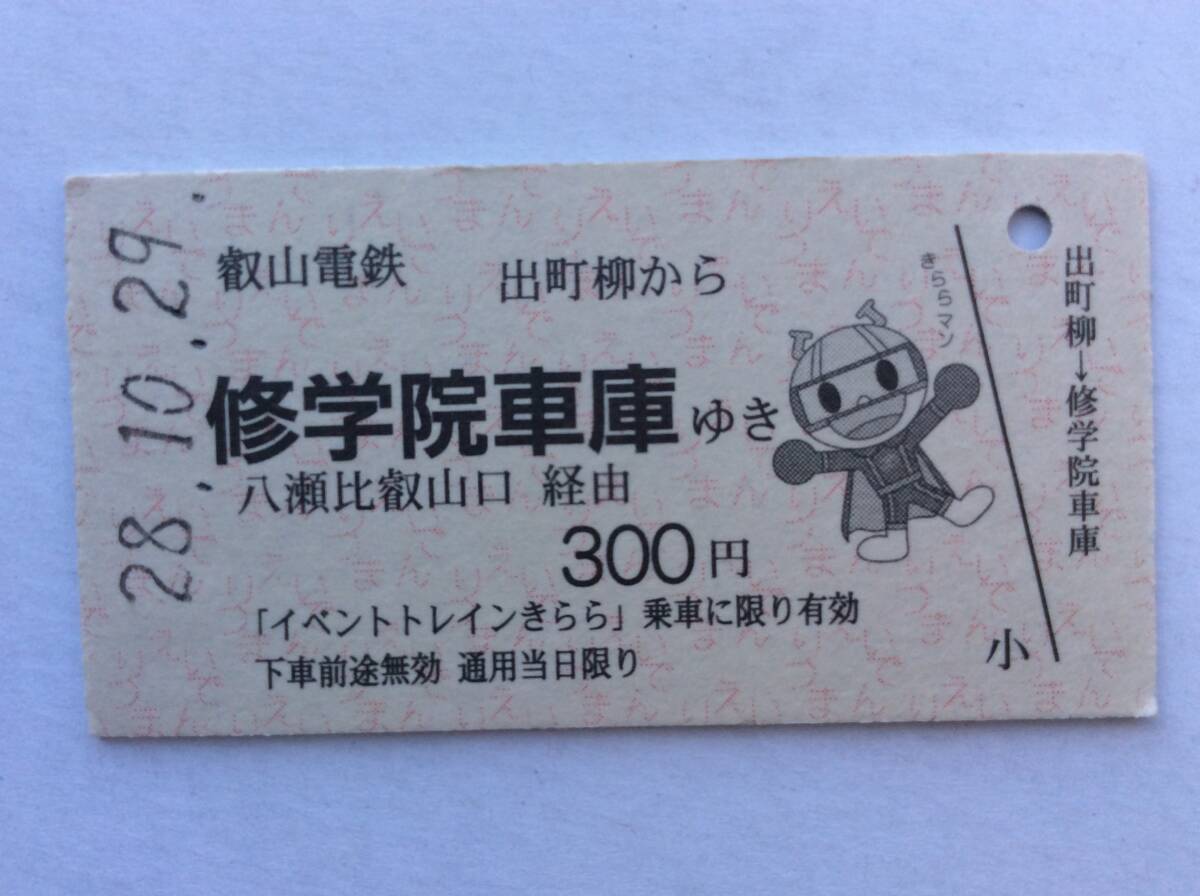 28.10.29.
叡山電鉄
出町柳から
修学院車庫ゆき
八瀬比叡山口 経由
300円
「イベントトレインきらら」乗車に限り有効
下車前途無効 通用当日限り
きららマン
出町柳→修学院車庫
小